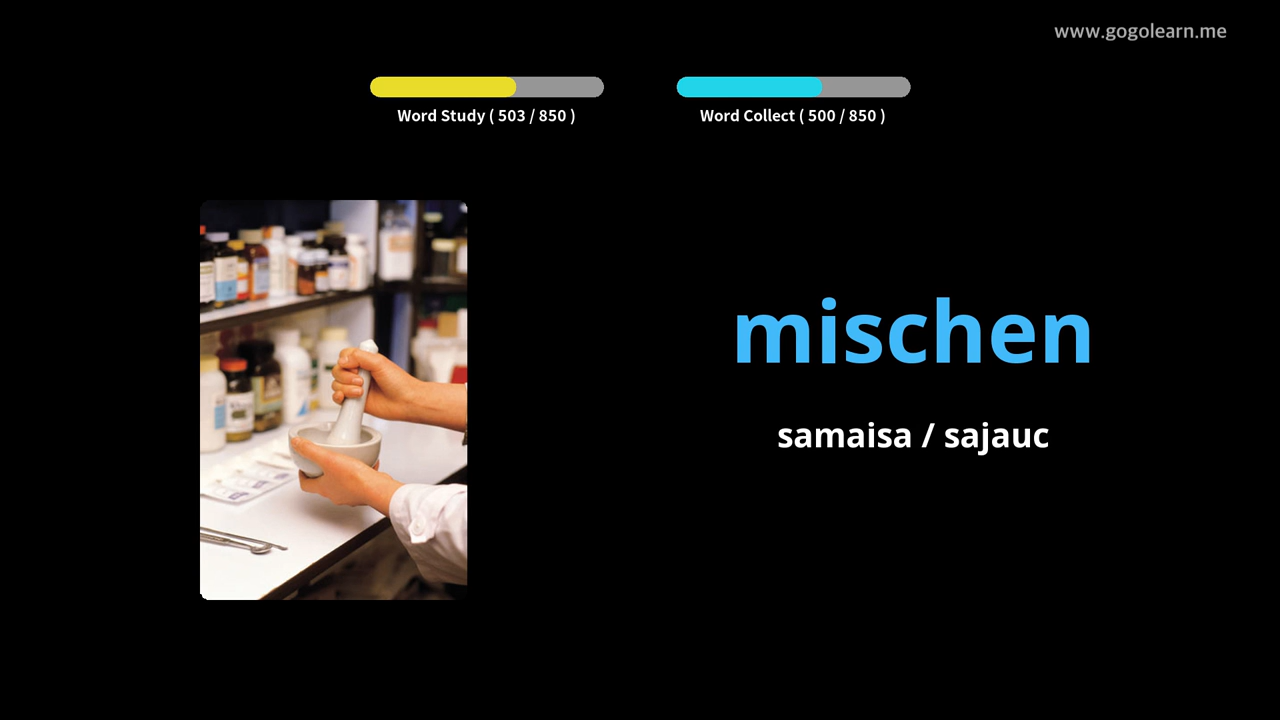 www.gogolearn.me
Word Study ( 503 / 850 )
Word Collect ( 500 / 850 )
mischen
samaisa / sajauc